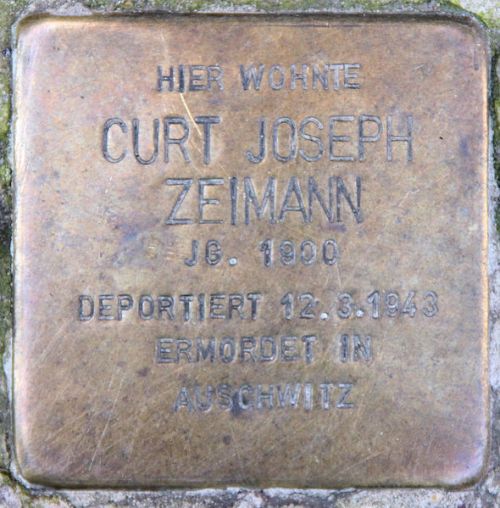 HIER WOHNTE
CURT JOSEPH
ZEIMANN
JG. 1900
DEPORTIERT 12.3.1943
ERMORDET IN
AUSCHWITZ